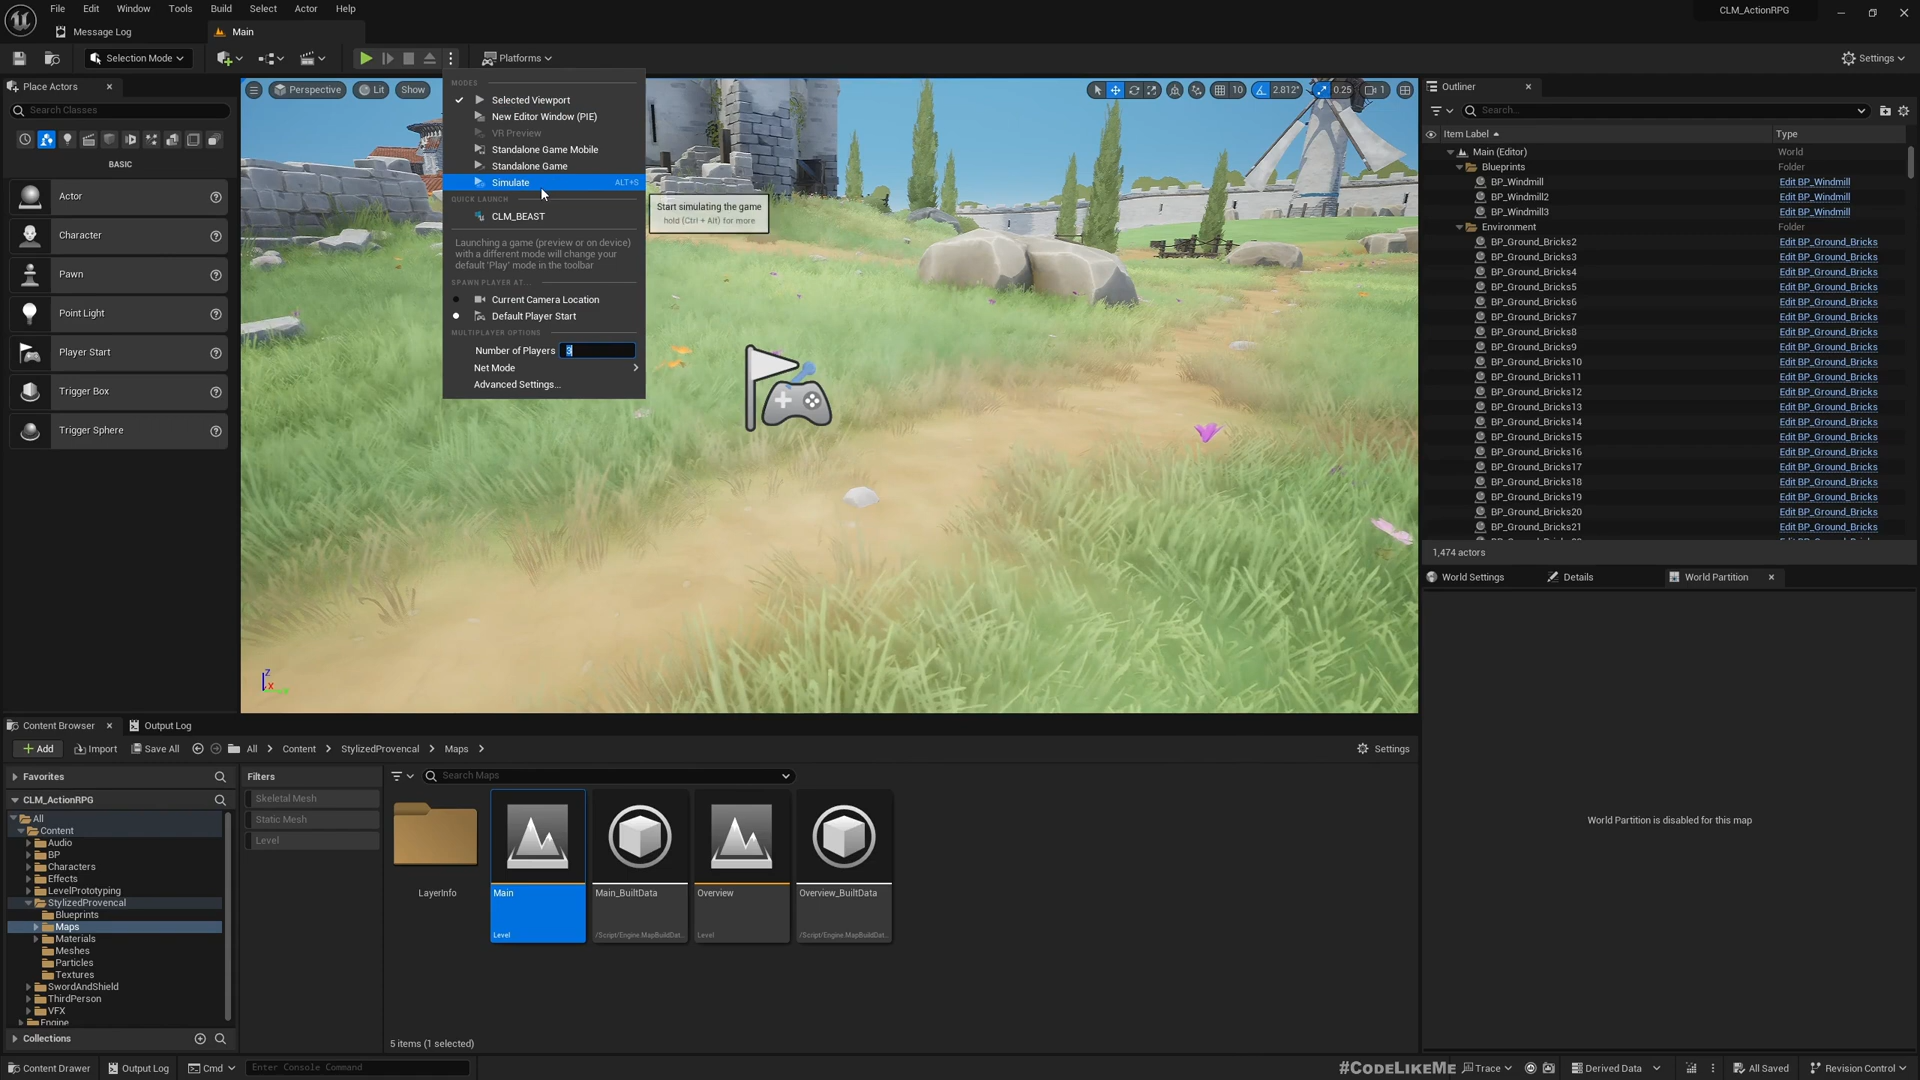 File Edit Window Tools Build Select Actor Help
CLM_ActionRPG
Message Log
Main
Selection Mode
Platforms
Settings
Place Actors
Search Classes
BASIC
Actor
Character
Pawn
Point Light
Player Start
Trigger Box
Trigger Sphere
Perspective
Lit
Show
10
2.812°
0.25
1
MODES
Selected Viewport
New Editor Window (PIE)
VR Preview
Standalone Game Mobile
Standalone Game
Simulate ALT+S
QUICK LAUNCH
CLM_BEAST
Launching a game (preview or on device)
with a different mode will change your
default 'Play' mode in the toolbar
SPAWN PLAYER AT...
Current Camera Location
Default Player Start
MULTIPLAYER OPTIONS
Number of Players 3
Net Mode
Advanced Settings...
Start simulating the game
hold (Ctrl + Alt) for more
Z
X
Outliner
Search...
Item Label Type
Main (Editor) World
Blueprints Folder
BP_Windmill Edit BP_Windmill
BP_Windmill2 Edit BP_Windmill
BP_Windmill3 Edit BP_Windmill
Environment Folder
BP_Ground_Bricks2 Edit BP_Ground_Bricks
BP_Ground_Bricks3 Edit BP_Ground_Bricks
BP_Ground_Bricks4 Edit BP_Ground_Bricks
BP_Ground_Bricks5 Edit BP_Ground_Bricks
BP_Ground_Bricks6 Edit BP_Ground_Bricks
BP_Ground_Bricks7 Edit BP_Ground_Bricks
BP_Ground_Bricks8 Edit BP_Ground_Bricks
BP_Ground_Bricks9 Edit BP_Ground_Bricks
BP_Ground_Bricks10 Edit BP_Ground_Bricks
BP_Ground_Bricks11 Edit BP_Ground_Bricks
BP_Ground_Bricks12 Edit BP_Ground_Bricks
BP_Ground_Bricks13 Edit BP_Ground_Bricks
BP_Ground_Bricks14 Edit BP_Ground_Bricks
BP_Ground_Bricks15 Edit BP_Ground_Bricks
BP_Ground_Bricks16 Edit BP_Ground_Bricks
BP_Ground_Bricks17 Edit BP_Ground_Bricks
BP_Ground_Bricks18 Edit BP_Ground_Bricks
BP_Ground_Bricks19 Edit BP_Ground_Bricks
BP_Ground_Bricks20 Edit BP_Ground_Bricks
BP_Ground_Bricks21 Edit BP_Ground_Bricks
1,474 actors
World Settings
Details
World Partition
World Partition is disabled for this map
Content Browser
Output Log
Add
Import
Save All
All
Content
StylizedProvencal
Maps
Settings
Favorites
CLM_ActionRPG
All
Content
Audio
BP
Characters
Effects
LevelPrototyping
StylizedProvencal
Blueprints
Maps
Materials
Meshes
Particles
Textures
SwordAndShield
ThirdPerson
VFX
Engine
Collections
Filters
Skeletal Mesh
Static Mesh
Level
Search Maps
LayerInfo
Main
Level
Main_BuiltData
/Script/Engine.MapBuildDat..
Overview
Level
Overview_BuiltData
/Script/Engine.MapBuildDat..
5 items (1 selected)
Content Drawer
Output Log
Cmd
Enter Console Command
#CODELIKEME
Trace
Derived Data
All Saved
Revision Control